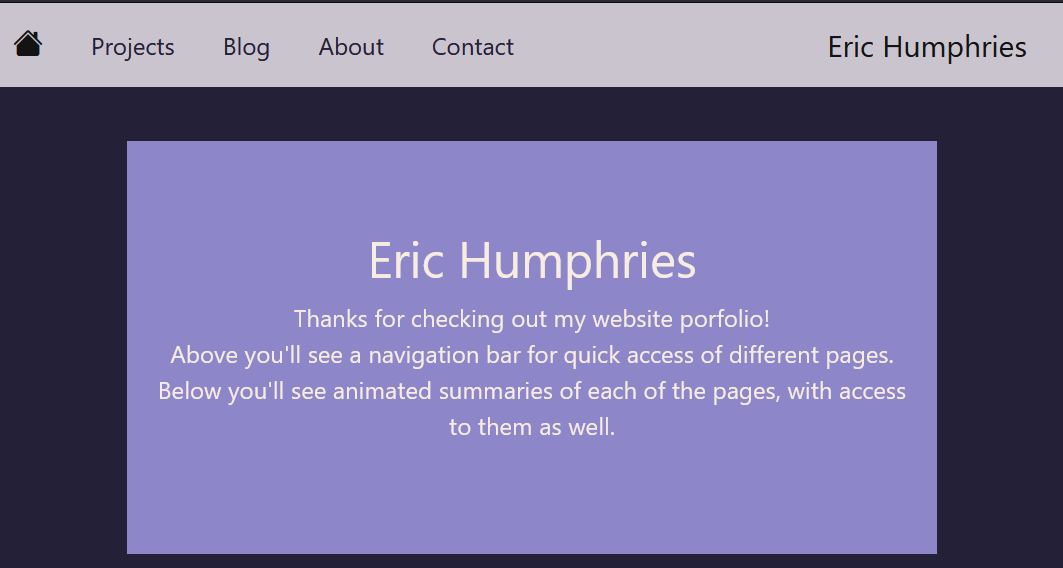 Projects Blog About Contact Eric Humphries
Eric Humphries
Thanks for checking out my website porfolio!
Above you'll see a navigation bar for quick access of different pages.
Below you'll see animated summaries of each of the pages, with access
to them as well.